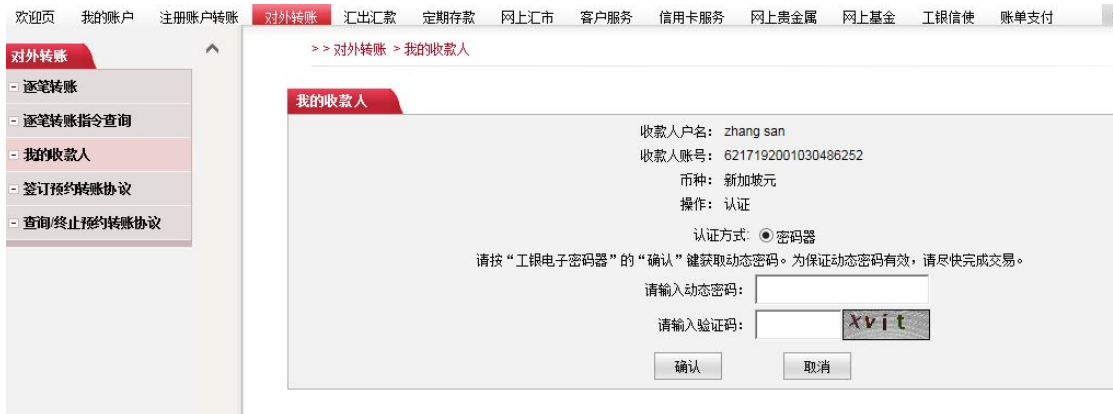 欢迎页 我的账户 注册账户转账 对外转账 汇出汇款 定期存款 网上汇市 客户服务 信用卡服务 网上贵金属 网上基金 工银信使 账单支付
对外转账
逐笔转账
逐笔转账指令查询
我的收款人
签订预约转账协议
查询/终止预约转账协议
>> 对外转账 > 我的收款人
我的收款人
收款人户名： zhang san
收款人账号： 6217192001030486252
币种： 新加坡元
操作： 认证
认证方式: 密码器
请按“工银电子密码器”的“确认”键获取动态密码。为保证动态密码有效，请尽快完成交易。
请输入动态密码：
请输入验证码： xvit
确认 取消